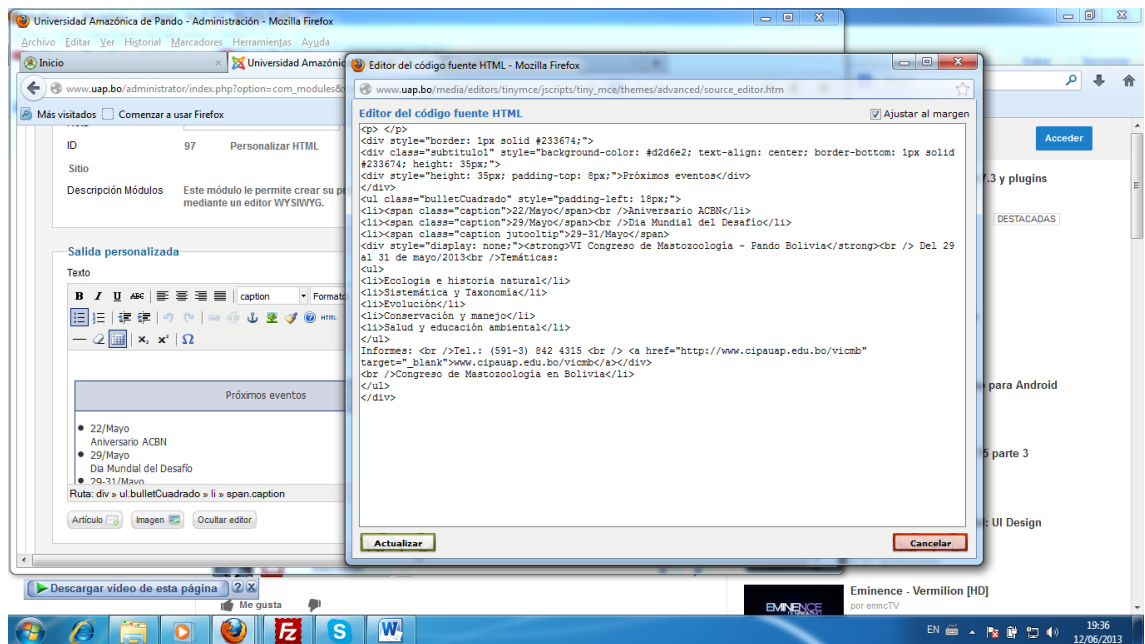 Universidad Amazónica de Pando - Administración - Mozilla Firefox
Archivo Editar Ver Historial Marcadores Herramientas Ayuda
Inicio
Universidad Amazónic
www.uap.bo/administrator/index.php?option=com_modules&
Más visitados Comenzar a usar Firefox
ID 97 Personalizar HTML
Sitio
Descripción Módulos Este módulo le permite crear su pr
mediante un editor WYSIWYG.
Salida personalizada
Texto
B I U ABC caption Formato
HTML
Próximos eventos
22/Mayo
Aniversario ACBN
29/Mayo
Dia Mundial del Desafío
29-31/Mayo
Ruta: div » ul.bulletCuadrado » li » span.caption
Artículo Imagen Ocultar editor
Editor del código fuente HTML - Mozilla Firefox
www.uap.bo/media/editors/tinymce/jscripts/tiny_mce/themes/advanced/source_editor.htm
Editor del código fuente HTML Ajustar al margen
<p> </p>
<div style="border: 1px solid #233674;">
<div class="subtitulo1" style="background-color: #d2d6e2; text-align: center; border-bottom: 1px solid
#233674; height: 35px;">
<div style="height: 35px; padding-top: 8px;">Próximos eventos</div>
</div>
<ul class="bulletCuadrado" style="padding-left: 18px;">
<li><span class="caption">22/Mayo</span><br />Aniversario ACBN</li>
<li><span class="caption">29/Mayo</span><br />Dia Mundial del Desafío</li>
<li><span class="caption jutooltip">29-31/Mayo</span>
<div style="display: none;"><strong>VI Congreso de Mastozoología - Pando Bolivia</strong><br /> Del 29
al 31 de mayo/2013<br />Temáticas:
<ul>
<li>Ecología e historia natural</li>
<li>Sistemática y Taxonomía</li>
<li>Evolución</li>
<li>Conservación y manejo</li>
<li>Salud y educación ambiental</li>
</ul>
Informes: <br />Tel.: (591-3) 842 4315 <br /> <a href="http://www.cipauap.edu.bo/vicmb"
target="_blank">www.cipauap.edu.bo/vicmb</a></div>
<br />Congreso de Mastozoología en Bolivia</li>
</ul>
</div>
Actualizar Cancelar
Acceder
7.3 y plugins
DESTACADAS
para Android
5 parte 3
: UI Design
Eminence - Vermilion [HD]
por emncTV
EMINENCE
Descargar video de esta página ? X
Me gusta
EN
19:36
12/06/2013